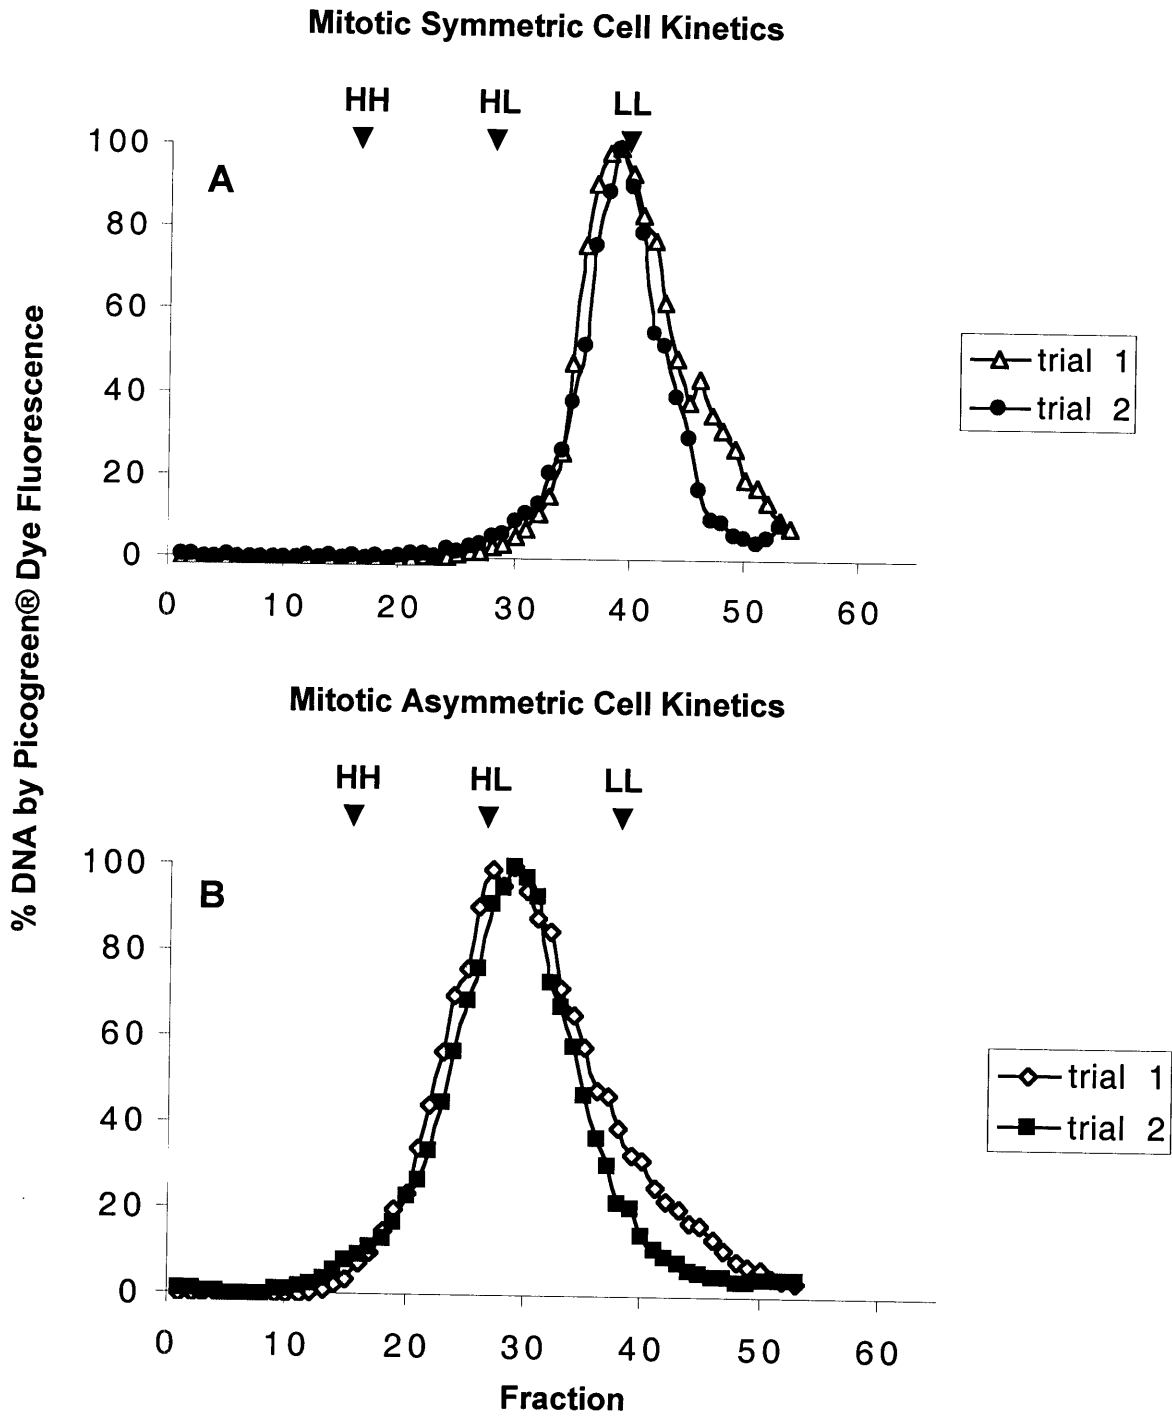 Mitotic Symmetric Cell Kinetics
HH HL LL
A
100
80
60
40
20
0
0 10 20 30 40 50 60
trial 1
trial 2
% DNA by Picogreen® Dye Fluorescence
Mitotic Asymmetric Cell Kinetics
HH HL LL
B
100
80
60
40
20
0
0 10 20 30 40 50 60
trial 1
trial 2
Fraction